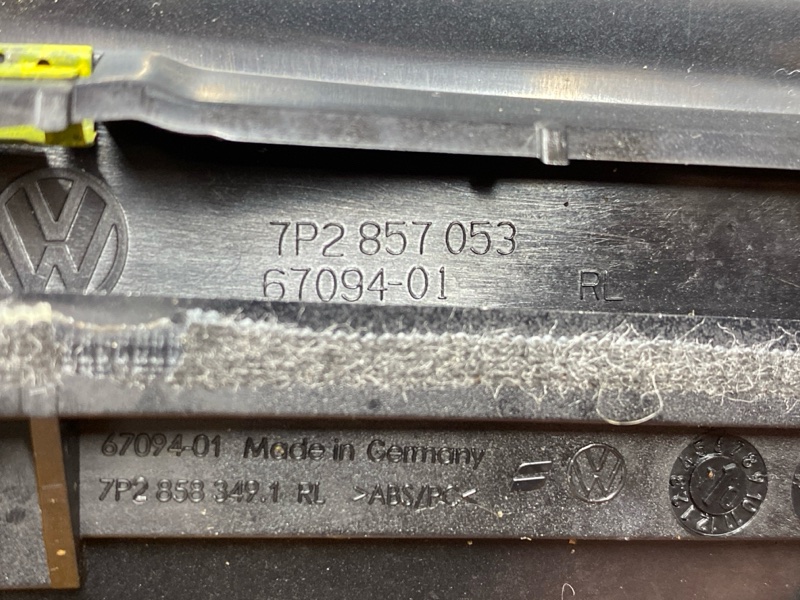 7P2 857 053
67094-01 RL
67094-01 Made in Germany
7P2 858 349.1 RL >ABS/PC<